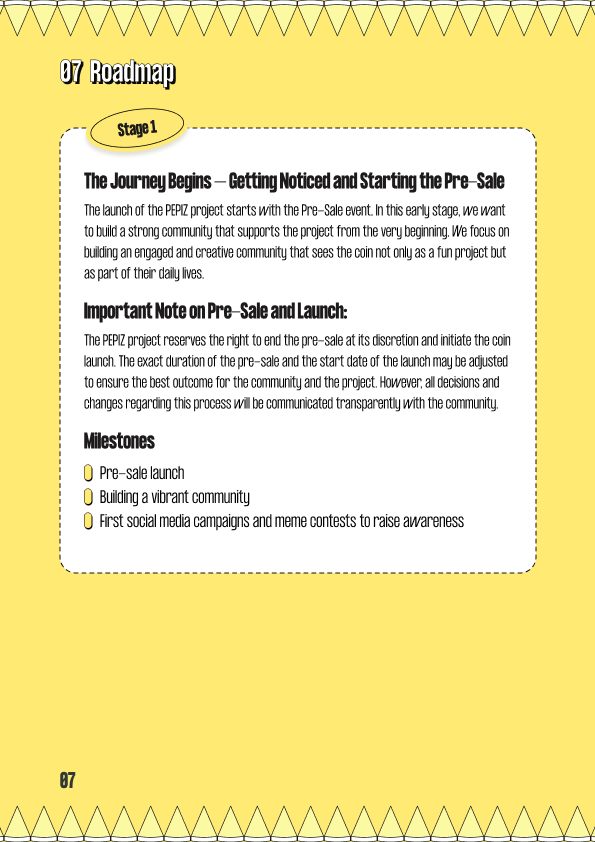 07 Roadmap
Stage 1
The Journey Begins – Getting Noticed and Starting the Pre-Sale
The launch of the PEPIZ project starts with the Pre-Sale event. In this early stage, we want
to build a strong community that supports the project from the very beginning. We focus on
building an engaged and creative community that sees the coin not only as a fun project but
as part of their daily lives.
Important Note on Pre-Sale and Launch:
The PEPIZ project reserves the right to end the pre-sale at its discretion and initiate the coin
launch. The exact duration of the pre-sale and the start date of the launch may be adjusted
to ensure the best outcome for the community and the project. However, all decisions and
changes regarding this process will be communicated transparently with the community.
Milestones
Pre-sale launch
Building a vibrant community
First social media campaigns and meme contests to raise awareness
07